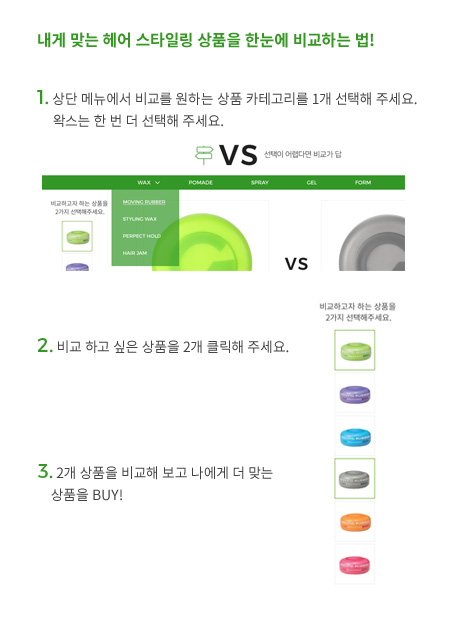 내게 맞는 헤어 스타일링 상품을 한눈에 비교하는 법!
1. 상단 메뉴에서 비교를 원하는 상품 카테고리를 1개 선택해 주세요.
왁스는 한 번 더 선택해 주세요.
VS 선택이 어렵다면 비교가 답
WAX POMADE SPRAY GEL FORM
비교하고자 하는 상품을
2가지 선택해주세요.
MOVING RUBBER
STYLING WAX
PERFECT HOLD
HAIR JAM
VS
비교하고자 하는 상품을
2가지 선택해주세요.
2. 비교 하고 싶은 상품을 2개 클릭해 주세요.
3. 2개 상품을 비교해 보고 나에게 더 맞는
상품을 BUY!